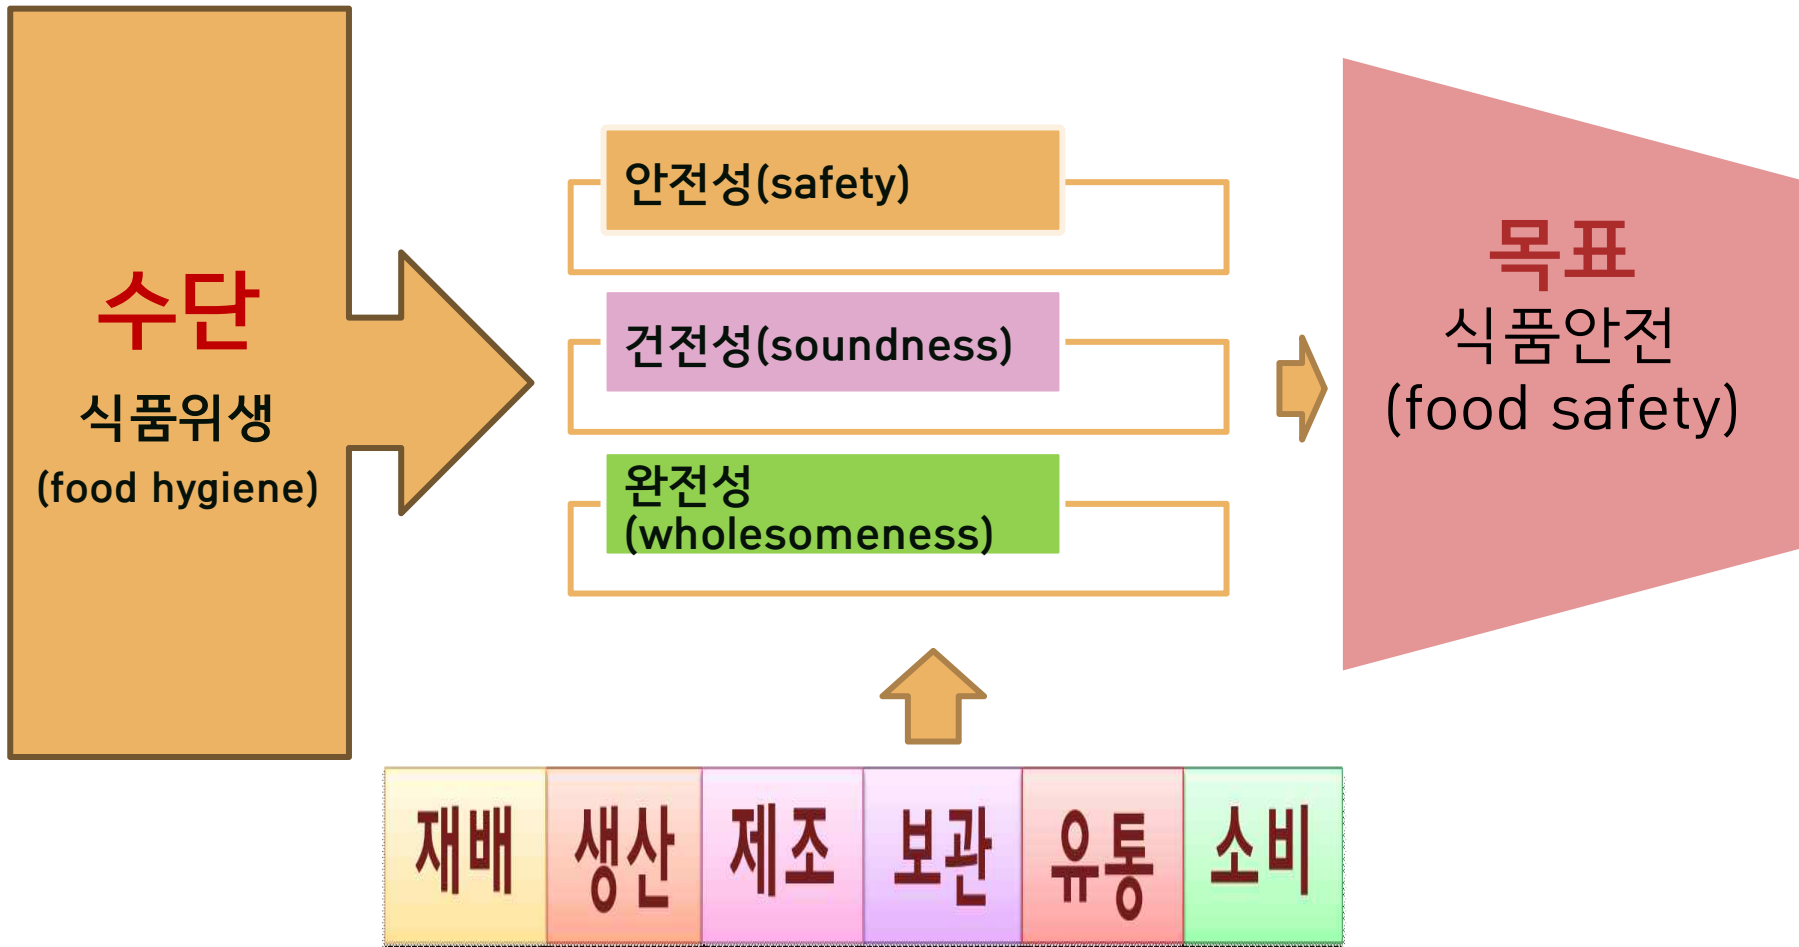 수단
식품위생
(food hygiene)
안전성(safety)
건전성(soundness)
완전성
(wholesomeness)
목표
식품안전
(food safety)
재배 생산 제조 보관 유통 소비